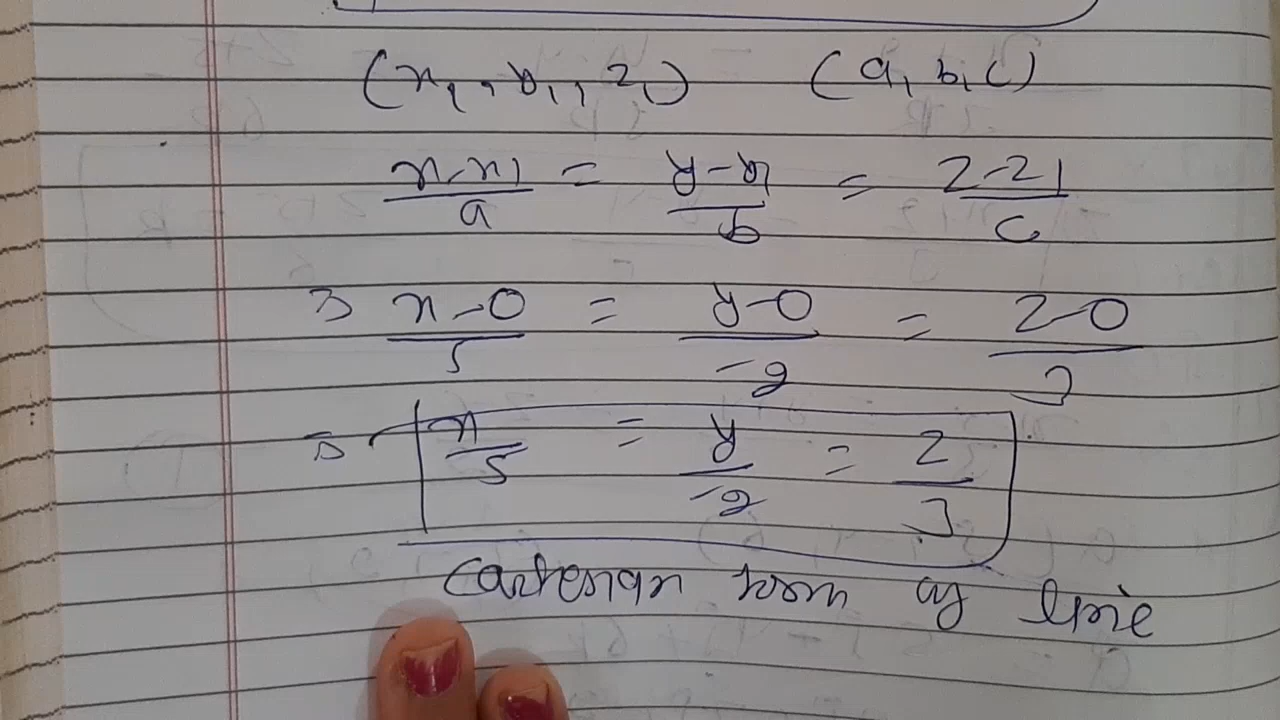 (x₁, y₁, z₁) (a, b, c)
x-x₁/a = y-y₁/b = z-z₁/c
⇒ x-0/5 = y-0/-2 = z-0/3
⇒ x/5 = y/-2 = z/3
Cartesian form of line